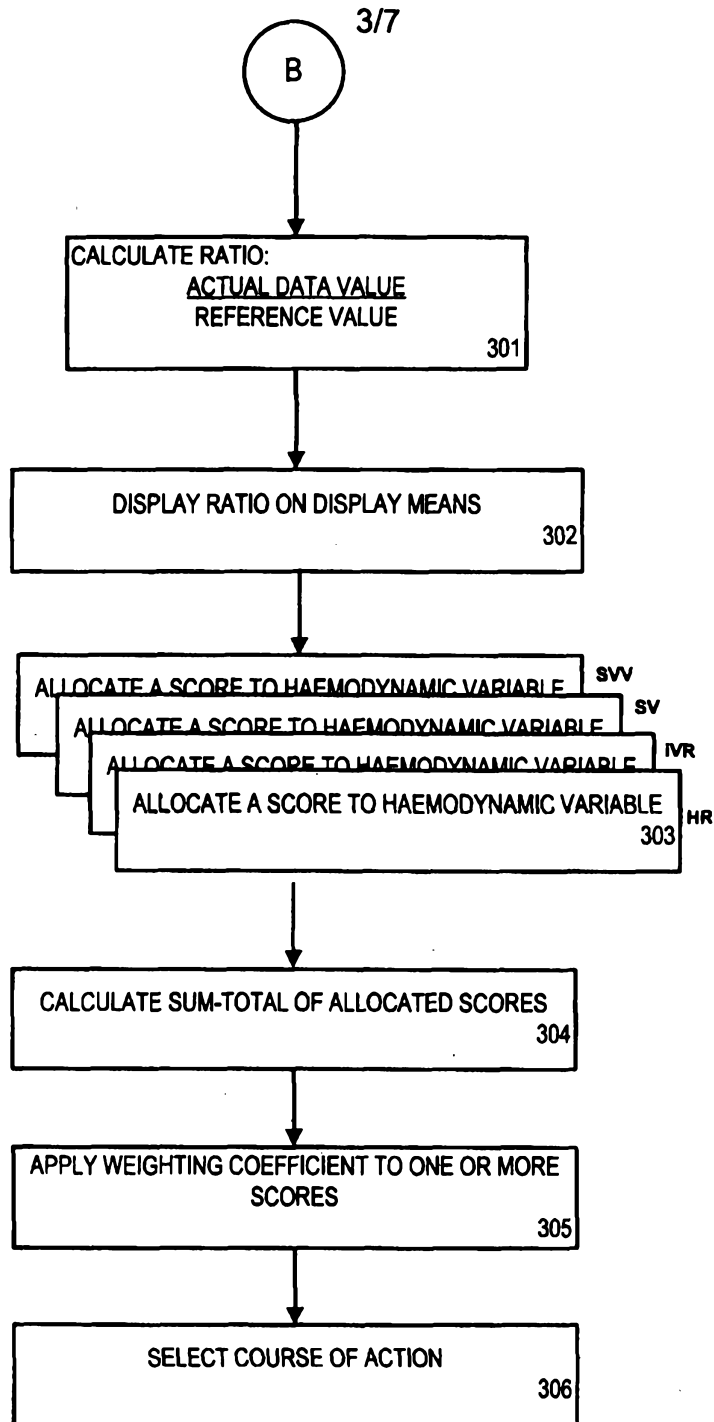 3/7
B
CALCULATE RATIO:
ACTUAL DATA VALUE
REFERENCE VALUE
301
DISPLAY RATIO ON DISPLAY MEANS
302
ALLOCATE A SCORE TO HAEMODYNAMIC VARIABLE
SVV
ALLOCATE A SCORE TO HAEMODYNAMIC VARIABLE
SV
ALLOCATE A SCORE TO HAEMODYNAMIC VARIABLE
IVR
ALLOCATE A SCORE TO HAEMODYNAMIC VARIABLE
HR
303
CALCULATE SUM-TOTAL OF ALLOCATED SCORES
304
APPLY WEIGHTING COEFFICIENT TO ONE OR MORE
SCORES
305
SELECT COURSE OF ACTION
306